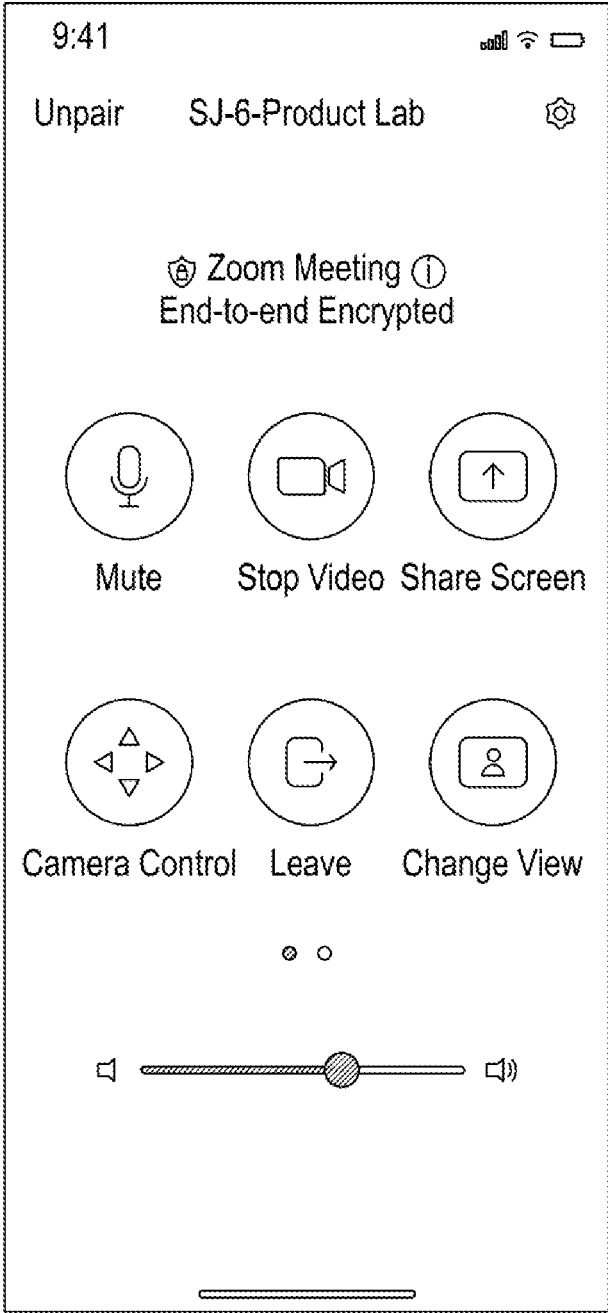 9:41
Unpair SJ-6-Product Lab
Zoom Meeting
End-to-end Encrypted
Mute Stop Video Share Screen
Camera Control Leave Change View